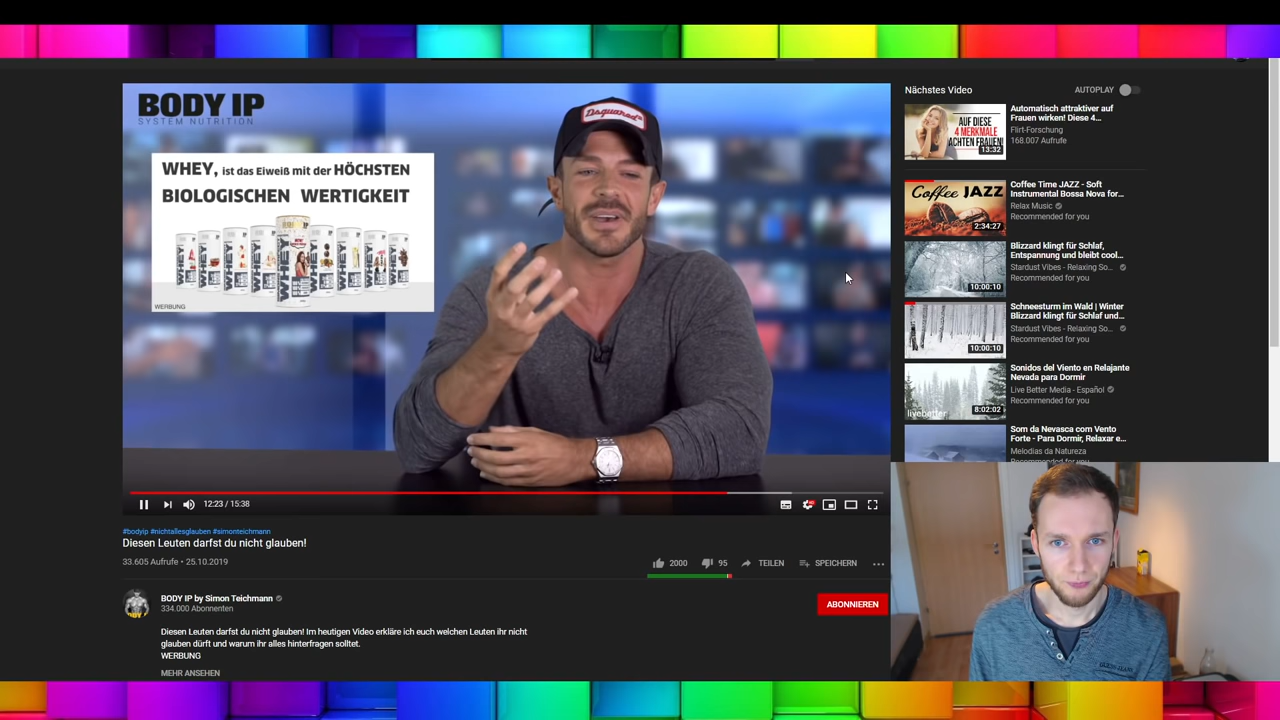 BODY IP
SYSTEM NUTRITION
WHEY, ist das Eiweiß mit der HÖCHSTEN
BIOLOGISCHEN WERTIGKEIT
WHEY
WERBUNG
Dsquared2
12:23 / 15:38
#bodyip #nichtallesglauben #simonteichmann
Diesen Leuten darfst du nicht glauben!
33.605 Aufrufe • 25.10.2019
2000
95
TEILEN
SPEICHERN
BODY IP by Simon Teichmann
334.000 Abonnenten
ABONNIEREN
Diesen Leuten darfst du nicht glauben! Im heutigen Video erkläre ich euch welchen Leuten ihr nicht
glauben dürft und warum ihr alles hinterfragen solltet.
WERBUNG
MEHR ANSEHEN
Nächstes Video
AUTOPLAY
AUF DIESE
4 MERKMALE
ACHTEN FRAUEN!
13:32
Automatisch attraktiver auf
Frauen wirken! Diese 4...
Flirt-Forschung
168.007 Aufrufe
Coffee JAZZ
2:34:27
Coffee Time JAZZ - Soft
Instrumental Bossa Nova for...
Relax Music
Recommended for you
10:00:10
Blizzard klingt für Schlaf,
Entspannung und bleibt cool...
Stardust Vibes - Relaxing So...
Recommended for you
10:00:10
Schneesturm im Wald | Winter
Blizzard klingt für Schlaf und...
Stardust Vibes - Relaxing So...
Recommended for you
livebetter
8:02:02
Sonidos del Viento en Relajante
Nevada para Dormir
Live Better Media - Español
Recommended for you
Som da Nevasca com Vento
Forte - Para Dormir, Relaxar e...
Melodias da Natureza
Recommended for you
GUESS JEANS